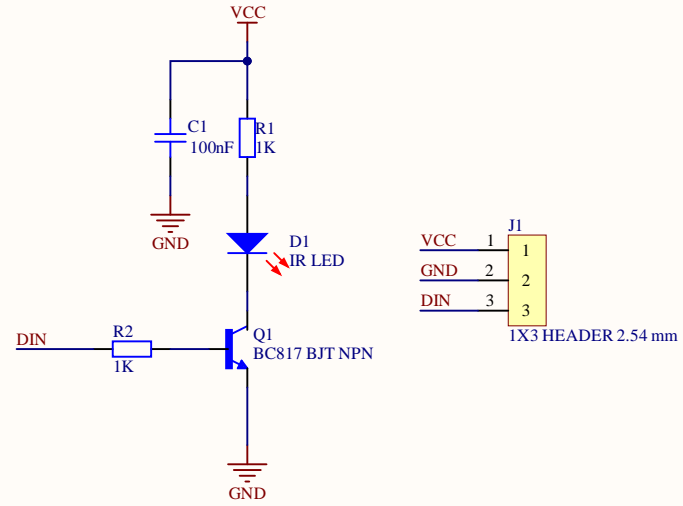 VCC
C1
100nF
R1
1K
GND
D1
IR LED
DIN
R2
1K
Q1
BC817 BJT NPN
GND
J1
VCC 1 1
GND 2 2
DIN 3 3
1X3 HEADER 2.54 mm